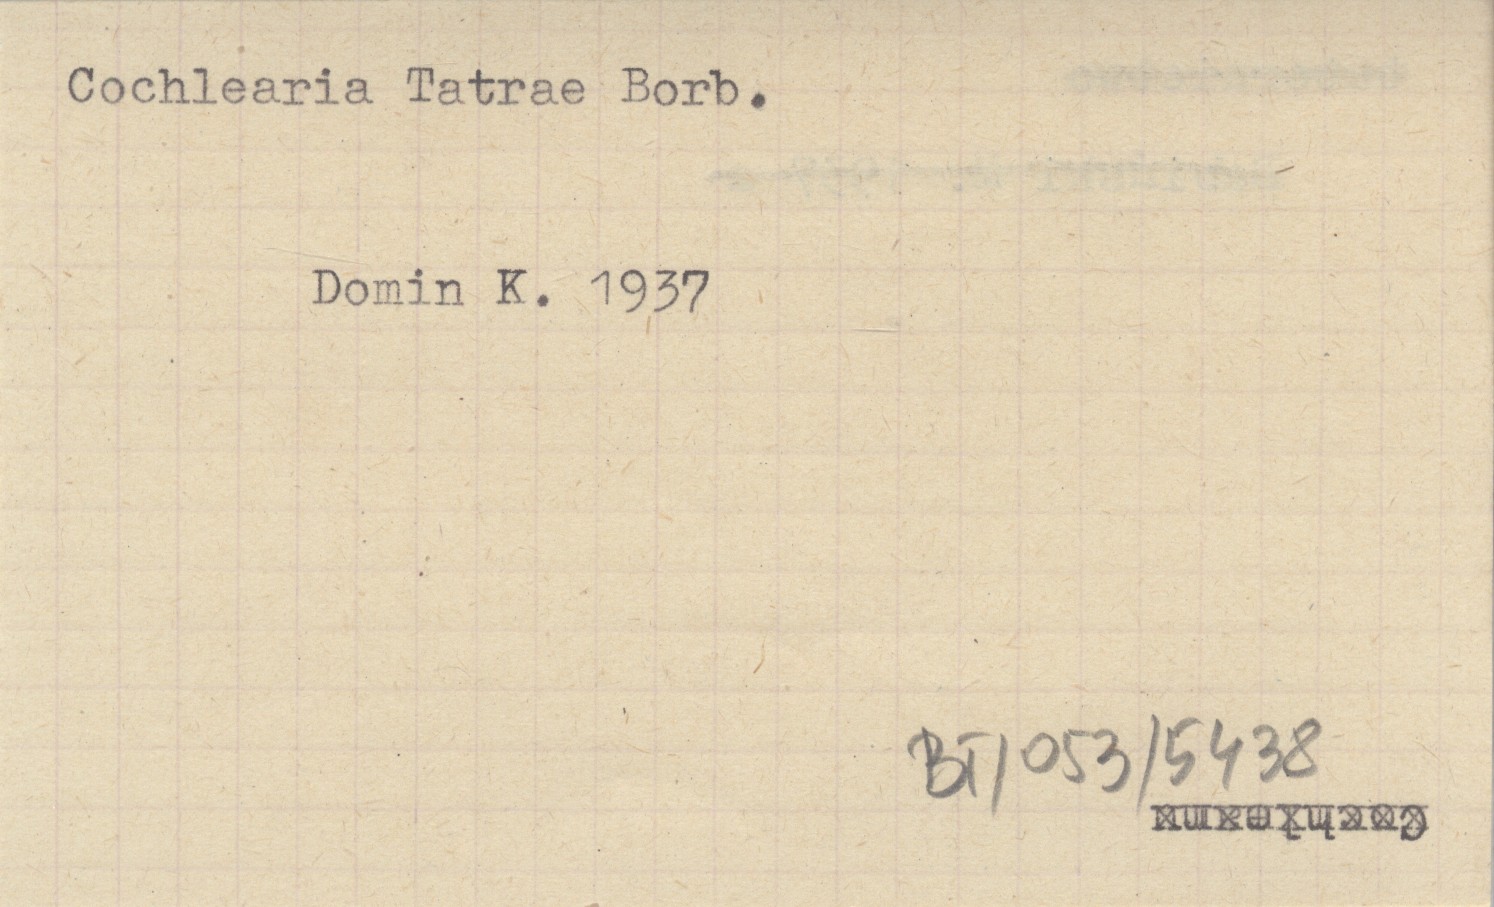 Cochlearia Tatrae Borb.
Domin K. 1937
BT/053/5438